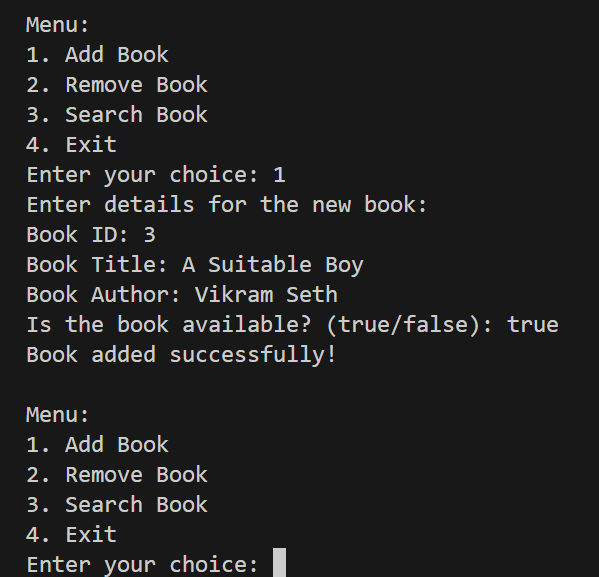 Menu:
1. Add Book
2. Remove Book
3. Search Book
4. Exit
Enter your choice: 1
Enter details for the new book:
Book ID: 3
Book Title: A Suitable Boy
Book Author: Vikram Seth
Is the book available? (true/false): true
Book added successfully!
Menu:
1. Add Book
2. Remove Book
3. Search Book
4. Exit
Enter your choice: